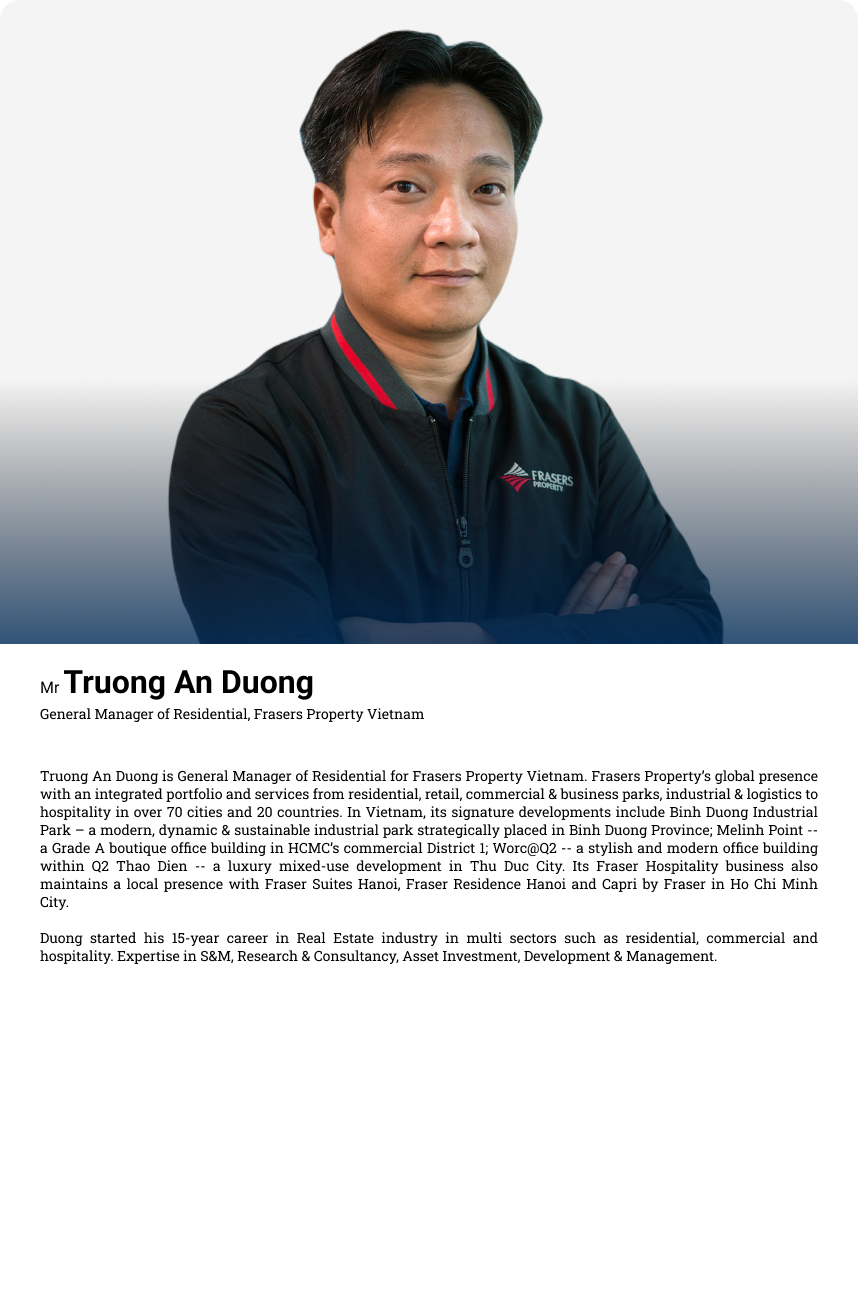 FRASERS
PROPERTY
Mr Truong An Duong
General Manager of Residential, Frasers Property Vietnam
Truong An Duong is General Manager of Residential for Frasers Property Vietnam. Frasers Property’s global presence
with an integrated portfolio and services from residential, retail, commercial & business parks, industrial & logistics to
hospitality in over 70 cities and 20 countries. In Vietnam, its signature developments include Binh Duong Industrial
Park – a modern, dynamic & sustainable industrial park strategically placed in Binh Duong Province; Melinh Point --
a Grade A boutique office building in HCMC’s commercial District 1; Worc@Q2 -- a stylish and modern office building
within Q2 Thao Dien -- a luxury mixed-use development in Thu Duc City. Its Fraser Hospitality business also
maintains a local presence with Fraser Suites Hanoi, Fraser Residence Hanoi and Capri by Fraser in Ho Chi Minh
City.
Duong started his 15-year career in Real Estate industry in multi sectors such as residential, commercial and
hospitality. Expertise in S&M, Research & Consultancy, Asset Investment, Development & Management.